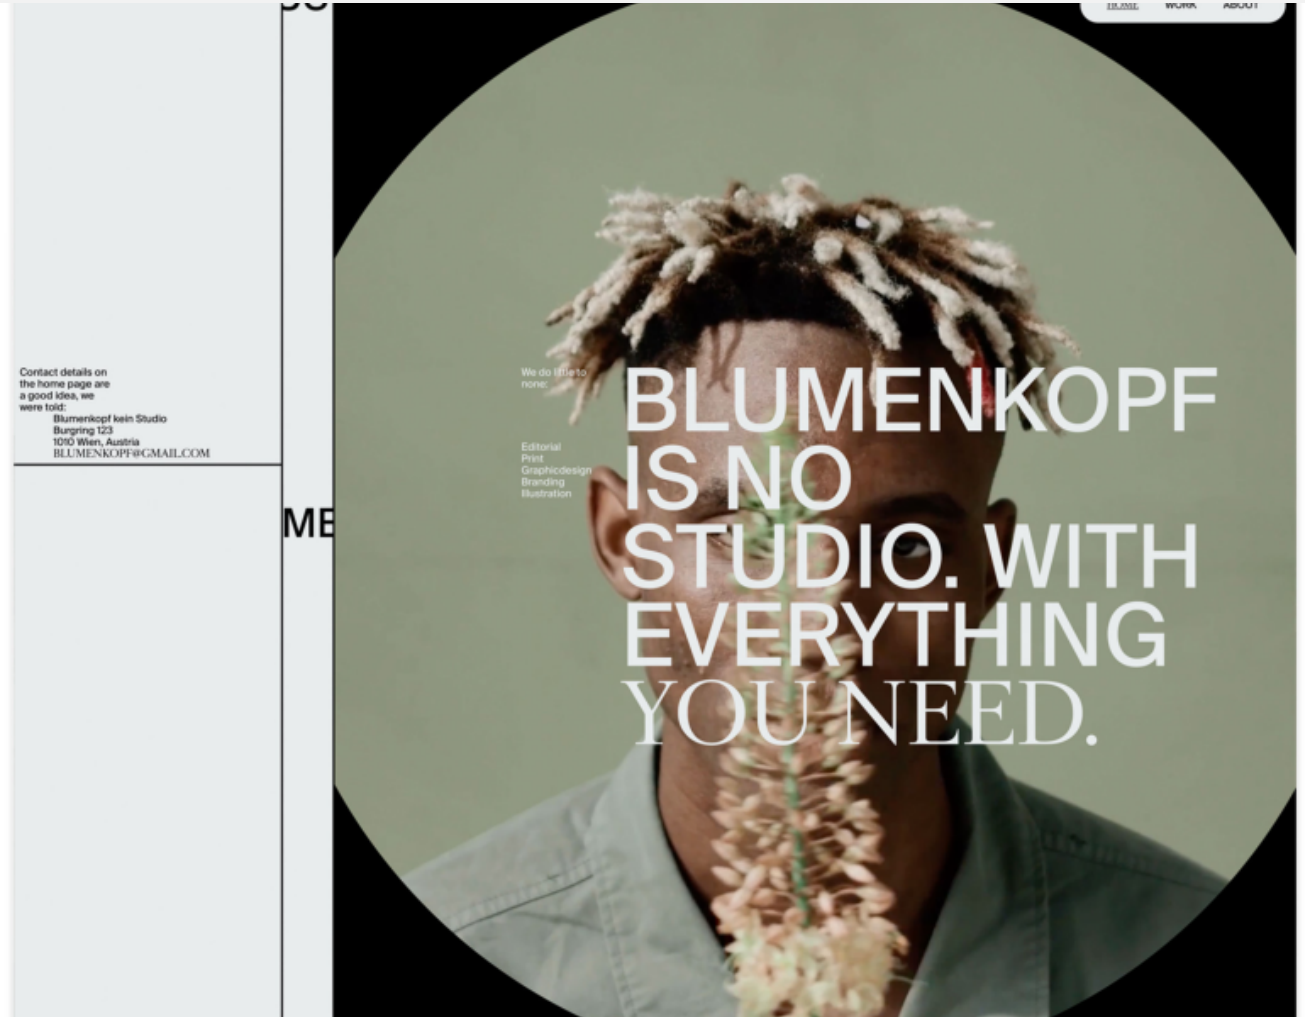 HOME WORK ABOUT
Contact details on
the home page are
a good idea, we
were told:
Blumenkopf kein Studio
Burgring 123
1010 Wien, Austria
BLUMENKOPF@GMAIL.COM
ME
We do little to
none:
Editorial
Print
Graphicdesign
Branding
Illustration
BLUMENKOPF
IS NO
STUDIO. WITH
EVERYTHING
YOU NEED.